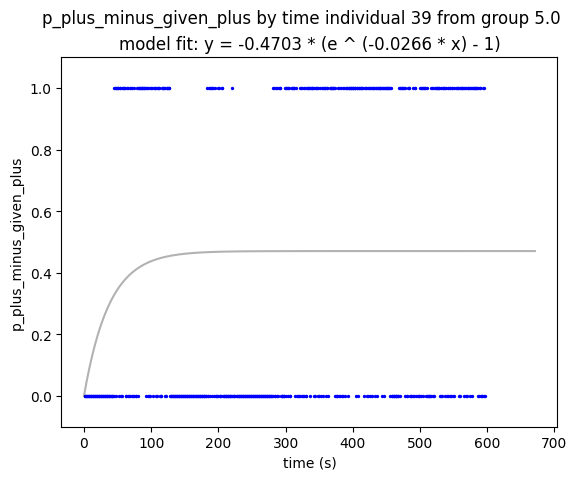 p_plus_minus_given_plus by time individual 39 from group 5.0
model fit: y = -0.4703 * (e ^ (-0.0266 * x) - 1)
1.0
0.8
0.6
0.4
0.2
0.0
p_plus_minus_given_plus
0 100 200 300 400 500 600 700
time (s)